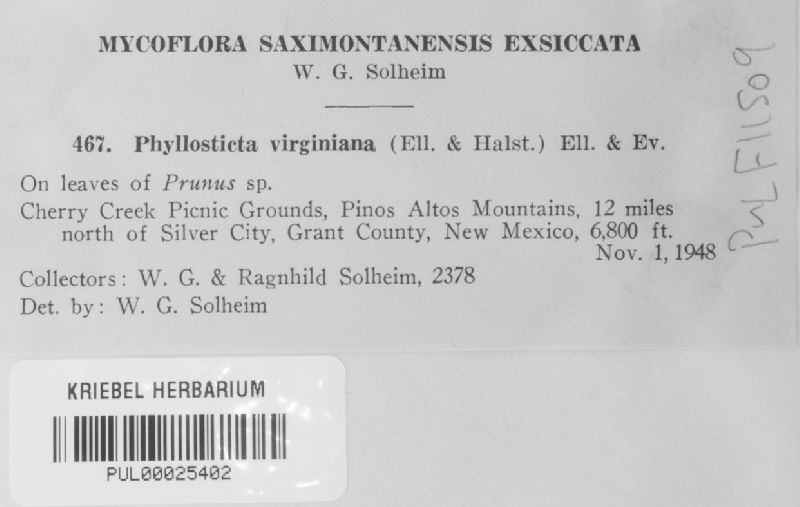 MYCOFLORA SAXIMONTANENSIS EXSICCATA
W. G. Solheim
467. Phyllosticta virginiana (Ell. & Halst.) Ell. & Ev.
On leaves of Prunus sp.
Cherry Creek Picnic Grounds, Pinos Altos Mountains, 12 miles
north of Silver City, Grant County, New Mexico, 6,800 ft.
Nov. 1, 1948
Collectors: W. G. & Ragnhild Solheim, 2378
Det. by: W. G. Solheim
PUL F11509
KRIEBEL HERBARIUM
PUL00025402